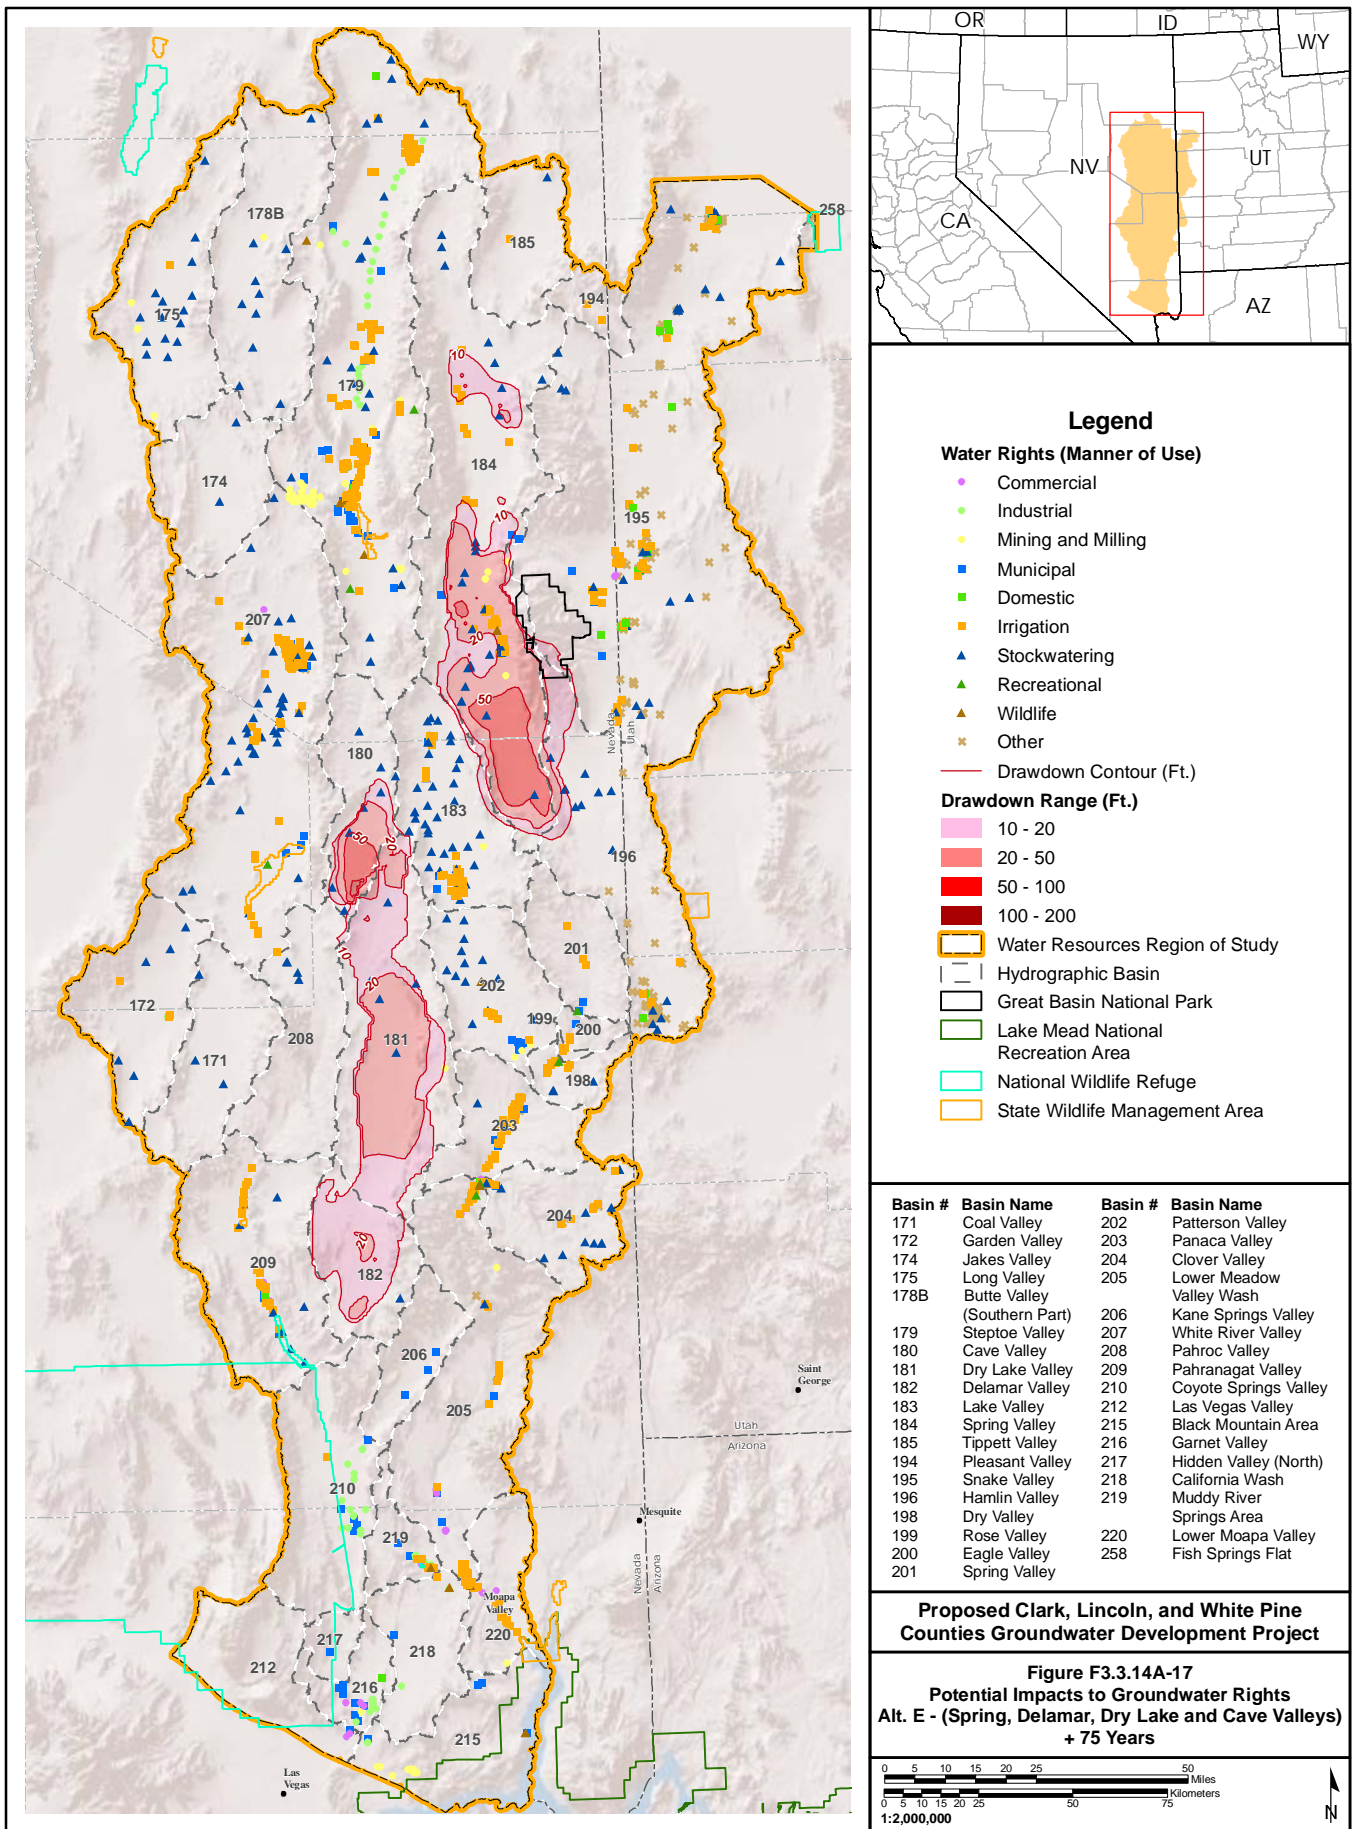 OR
ID
WY
NV
UT
CA
AZ
258
178B
185
194
175
179
174
184
195
207
180
183
196
201
202
172
199
200
208
181
171
198
203
204
209
182
206
205
210
219
220
217
218
212
216
215
10
10
20
50
50
20
10
20
20
Nevada
Utah
Saint
George
Utah
Arizona
Mesquite
Nevada
Arizona
Moapa
Valley
Las
Vegas
Legend
Water Rights (Manner of Use)
Commercial
Industrial
Mining and Milling
Municipal
Domestic
Irrigation
Stockwatering
Recreational
Wildlife
Other
Drawdown Contour (Ft.)
Drawdown Range (Ft.)
10 - 20
20 - 50
50 - 100
100 - 200
Water Resources Region of Study
Hydrographic Basin
Great Basin National Park
Lake Mead National
Recreation Area
National Wildlife Refuge
State Wildlife Management Area
Basin # Basin Name Basin # Basin Name
171 Coal Valley 202 Patterson Valley
172 Garden Valley 203 Panaca Valley
174 Jakes Valley 204 Clover Valley
175 Long Valley 205 Lower Meadow
178B Butte Valley Valley Wash
(Southern Part) 206 Kane Springs Valley
179 Steptoe Valley 207 White River Valley
180 Cave Valley 208 Pahroc Valley
181 Dry Lake Valley 209 Pahranagat Valley
182 Delamar Valley 210 Coyote Springs Valley
183 Lake Valley 212 Las Vegas Valley
184 Spring Valley 215 Black Mountain Area
185 Tippett Valley 216 Garnet Valley
194 Pleasant Valley 217 Hidden Valley (North)
195 Snake Valley 218 California Wash
196 Hamlin Valley 219 Muddy River
198 Dry Valley Springs Area
199 Rose Valley 220 Lower Moapa Valley
200 Eagle Valley 258 Fish Springs Flat
201 Spring Valley
Proposed Clark, Lincoln, and White Pine
Counties Groundwater Development Project
Figure F3.3.14A-17
Potential Impacts to Groundwater Rights
Alt. E - (Spring, Delamar, Dry Lake and Cave Valleys)
+ 75 Years
0 5 10 15 20 25 50
Miles
Kilometers
0 5 10 15 20 25 50 75
1:2,000,000
N